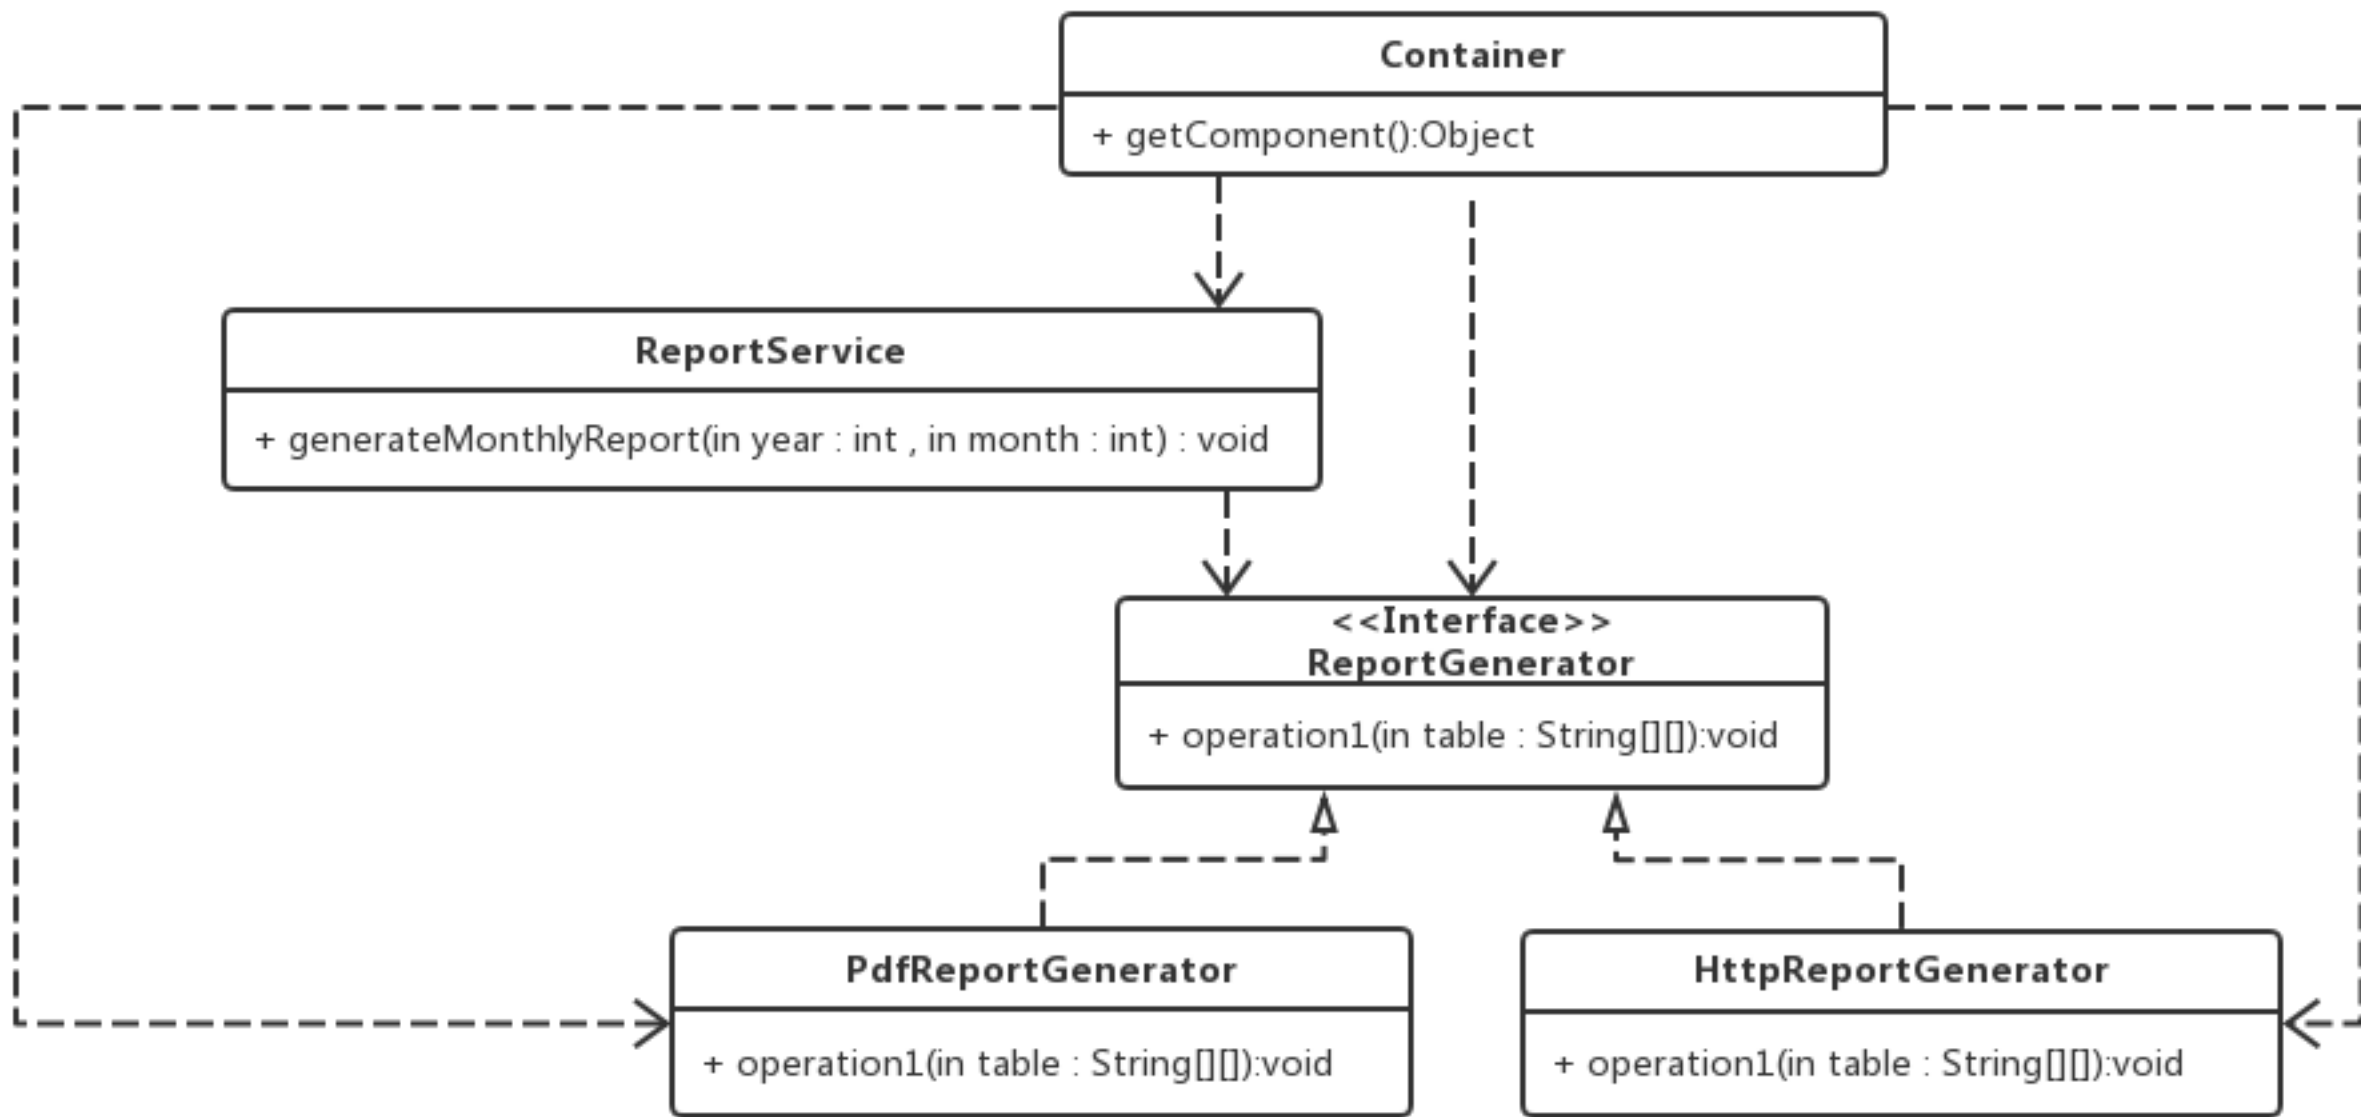 Container
+ getComponent():Object
ReportService
+ generateMonthlyReport(in year : int , in month : int) : void
<<Interface>>
ReportGenerator
+ operation1(in table : String[][]):void
PdfReportGenerator
+ operation1(in table : String[][]):void
HttpReportGenerator
+ operation1(in table : String[][]):void